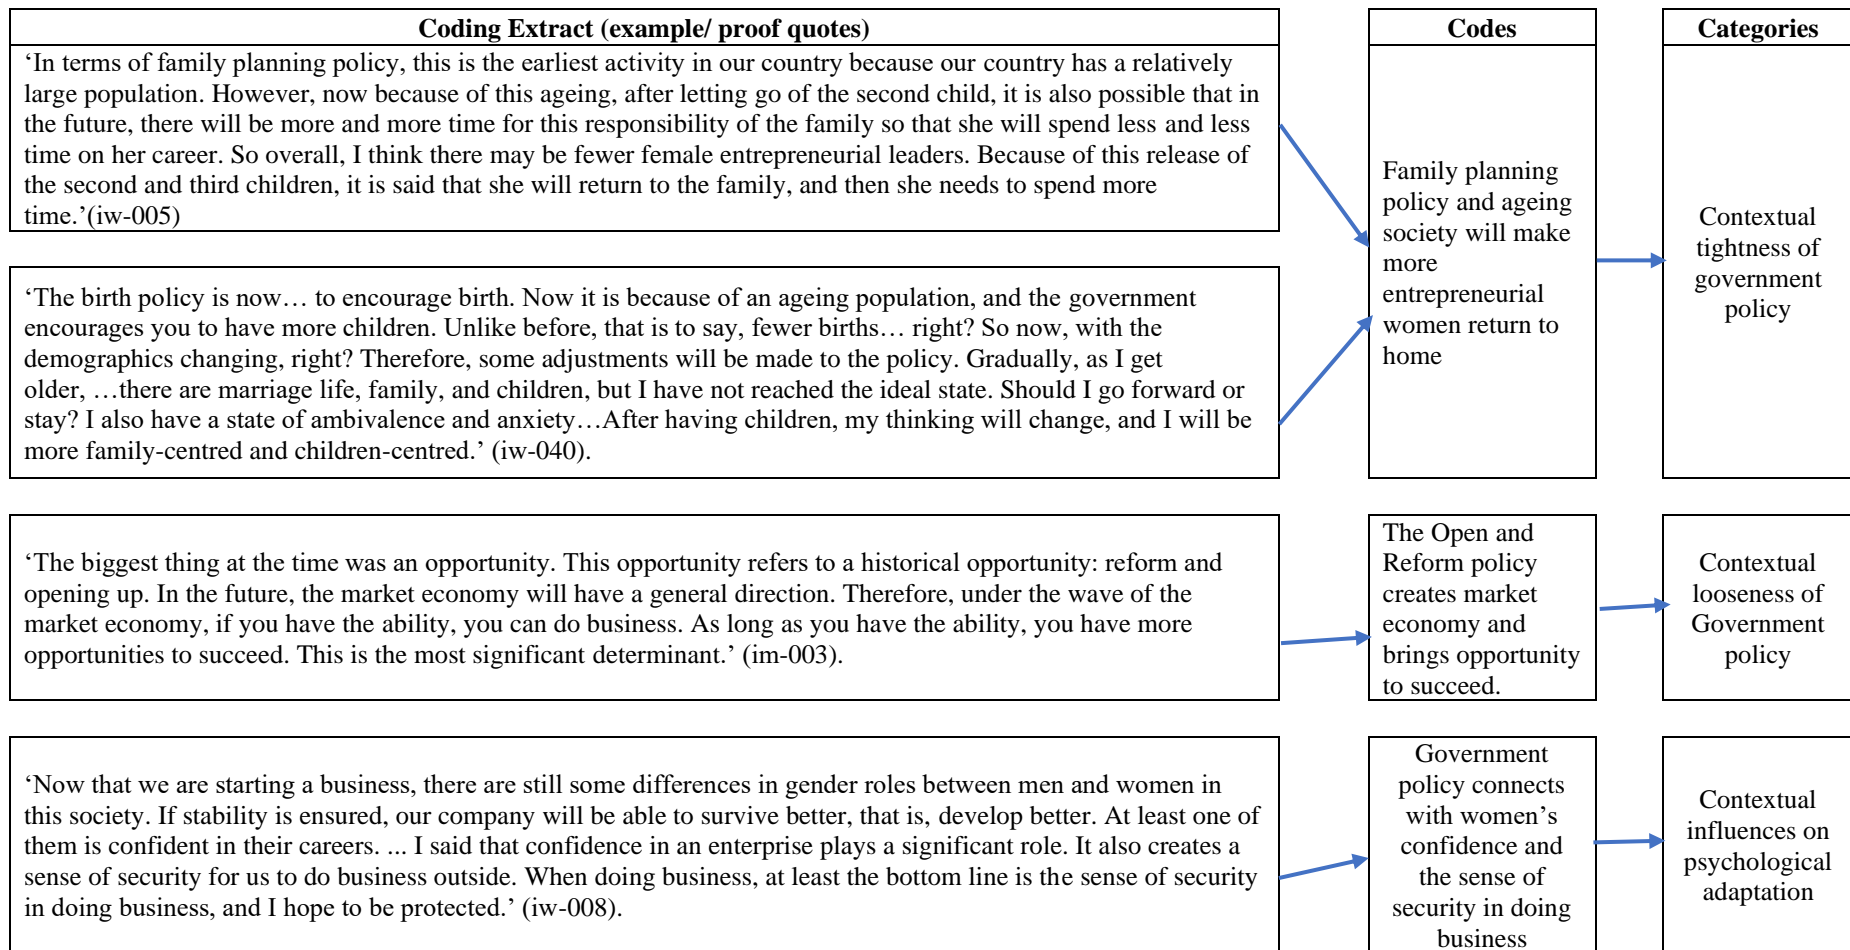 Coding Extract (example/ proof quotes)
Codes
Categories
‘In terms of family planning policy, this is the earliest activity in our country because our country has a relatively
large population. However, now because of this ageing, after letting go of the second child, it is also possible that in
the future, there will be more and more time for this responsibility of the family so that she will spend less and less
time on her career. So overall, I think there may be fewer female entrepreneurial leaders. Because of this release of
the second and third children, it is said that she will return to the family, and then she needs to spend more
time.’(iw-005)
‘The birth policy is now… to encourage birth. Now it is because of an ageing population, and the government
encourages you to have more children. Unlike before, that is to say, fewer births… right? So now, with the
demographics changing, right? Therefore, some adjustments will be made to the policy. Gradually, as I get
older, …there are marriage life, family, and children, but I have not reached the ideal state. Should I go forward or
stay? I also have a state of ambivalence and anxiety…After having children, my thinking will change, and I will be
more family-centred and children-centred.’ (iw-040).
Family planning
policy and ageing
society will make
more
entrepreneurial
women return to
home
Contextual
tightness of
government
policy
‘The biggest thing at the time was an opportunity. This opportunity refers to a historical opportunity: reform and
opening up. In the future, the market economy will have a general direction. Therefore, under the wave of the
market economy, if you have the ability, you can do business. As long as you have the ability, you have more
opportunities to succeed. This is the most significant determinant.’ (im-003).
The Open and
Reform policy
creates market
economy and
brings opportunity
to succeed.
Contextual
looseness of
Government
policy
‘Now that we are starting a business, there are still some differences in gender roles between men and women in
this society. If stability is ensured, our company will be able to survive better, that is, develop better. At least one of
them is confident in their careers. ... I said that confidence in an enterprise plays a significant role. It also creates a
sense of security for us to do business outside. When doing business, at least the bottom line is the sense of security
in doing business, and I hope to be protected.’ (iw-008).
Government
policy connects
with women’s
confidence and
the sense of
security in doing
business
Contextual
influences on
psychological
adaptation